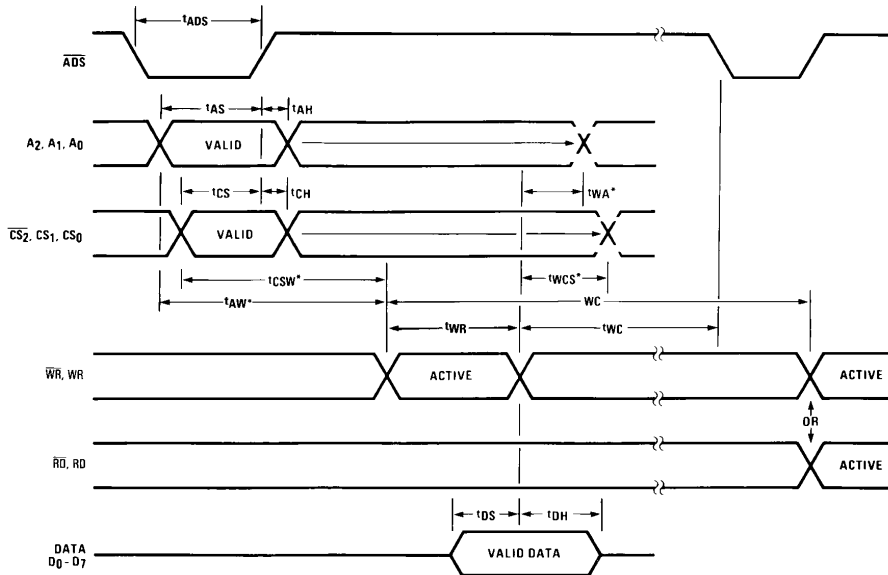 tADS
ADS
tAS tAH
A2, A1, A0 VALID
tCS tCH tWA*
CS2, CS1, CS0 VALID
tCSW* tWCS*
tAW* WC
tWR tWC
WR, WR ACTIVE ACTIVE
OR
RD, RD ACTIVE
tDS tDH
DATA
D0 - D7 VALID DATA